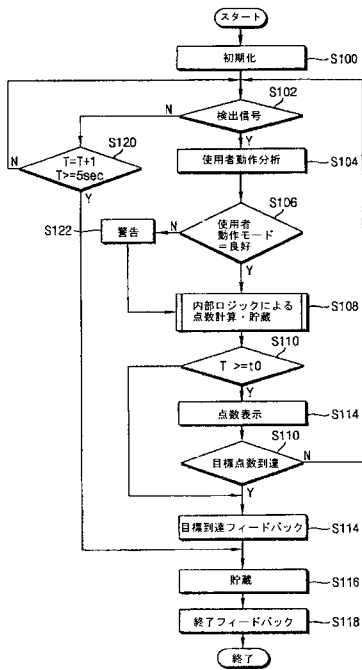 スタート
初期化
S100
S102
検出信号
N
Y
S120
T=T+1
T>=5sec
N
Y
使用者動作分析
S104
S106
使用者
動作モード
=良好
N
Y
S122
警告
内部ロジックによる
点数計算・貯蔵
S108
S110
T >=t0
Y
点数表示
S114
S110
目標点数到達
N
Y
目標到達フィードバック
S114
貯蔵
S116
終了フィードバック
S118
終了